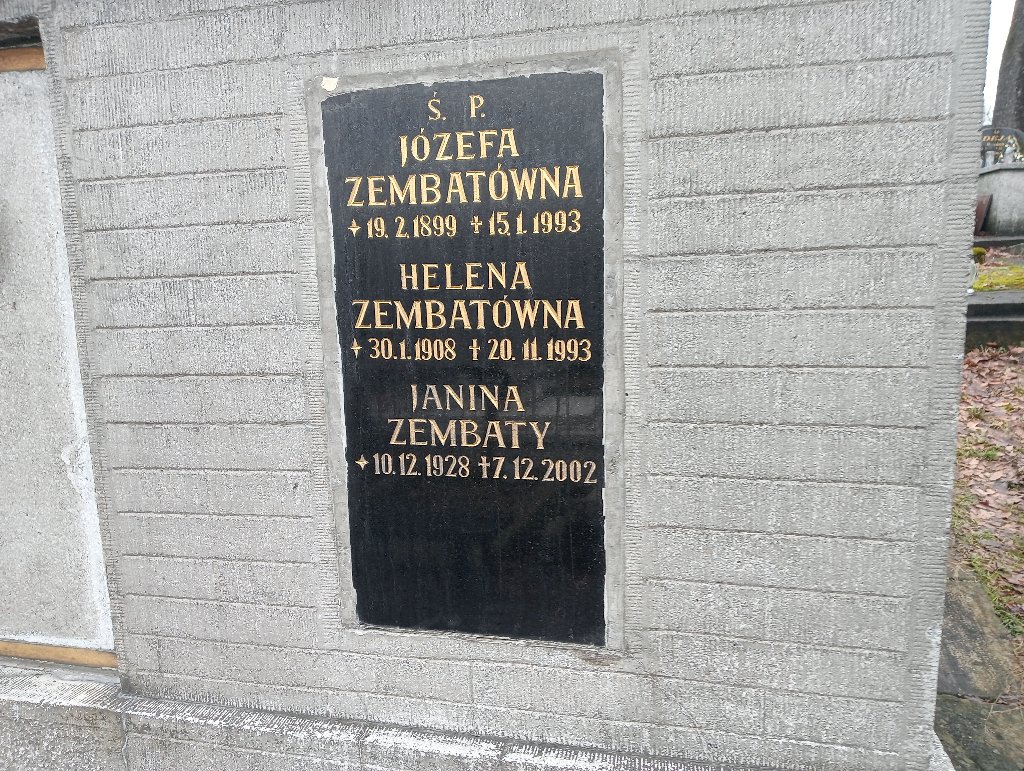 Ś. P.
JÓZEFA
ZEMBATÓWNA
✦ 19. 2. 1899 ✝ 15. 1. 1993
HELENA
ZEMBATÓWNA
✦ 30. 1. 1908 ✝ 20. 11. 1993
JANINA
ZEMBATY
✦ 10. 12. 1928 ✝ 7. 12. 2002